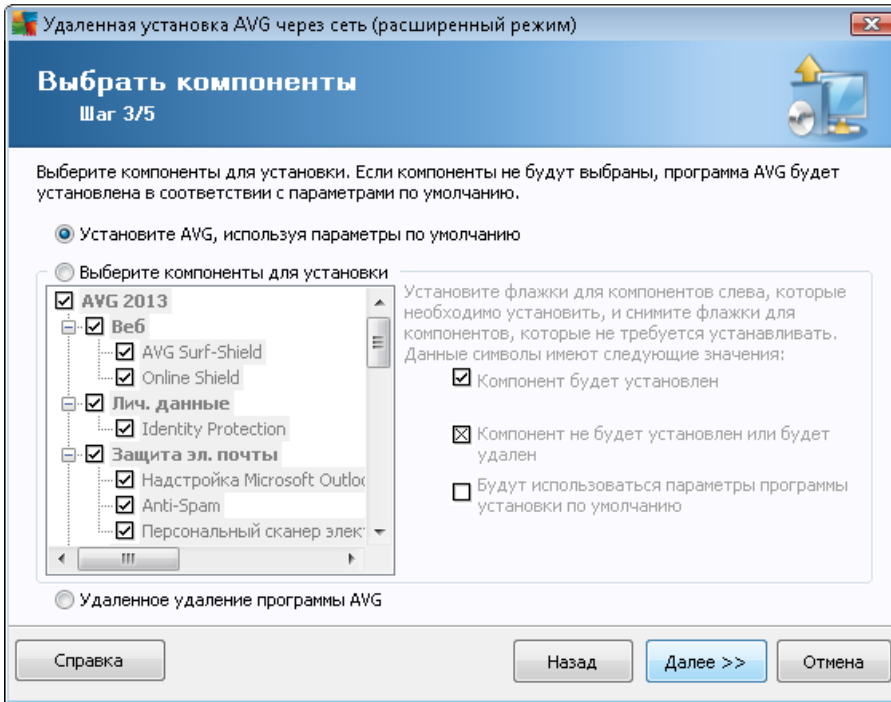 Удаленная установка AVG через сеть (расширенный режим)
Выбрать компоненты
Шаг 3/5
Выберите компоненты для установки. Если компоненты не будут выбраны, программа AVG будет
установлена в соответствии с параметрами по умолчанию.
Установите AVG, используя параметры по умолчанию
Выберите компоненты для установки
AVG 2013
Веб
AVG Surf-Shield
Online Shield
Лич. данные
Identity Protection
Защита эл. почты
Надстройка Microsoft Outloo
Anti-Spam
Персональный сканер элек
Установите флажки для компонентов слева, которые
необходимо установить, и снимите флажки для
компонентов, которые не требуется устанавливать.
Данные символы имеют следующие значения:
Компонент будет установлен
Компонент не будет установлен или будет
удален
Будут использоваться параметры программы
установки по умолчанию
Удаленное удаление программы AVG
Справка
Назад
Далее >>
Отмена